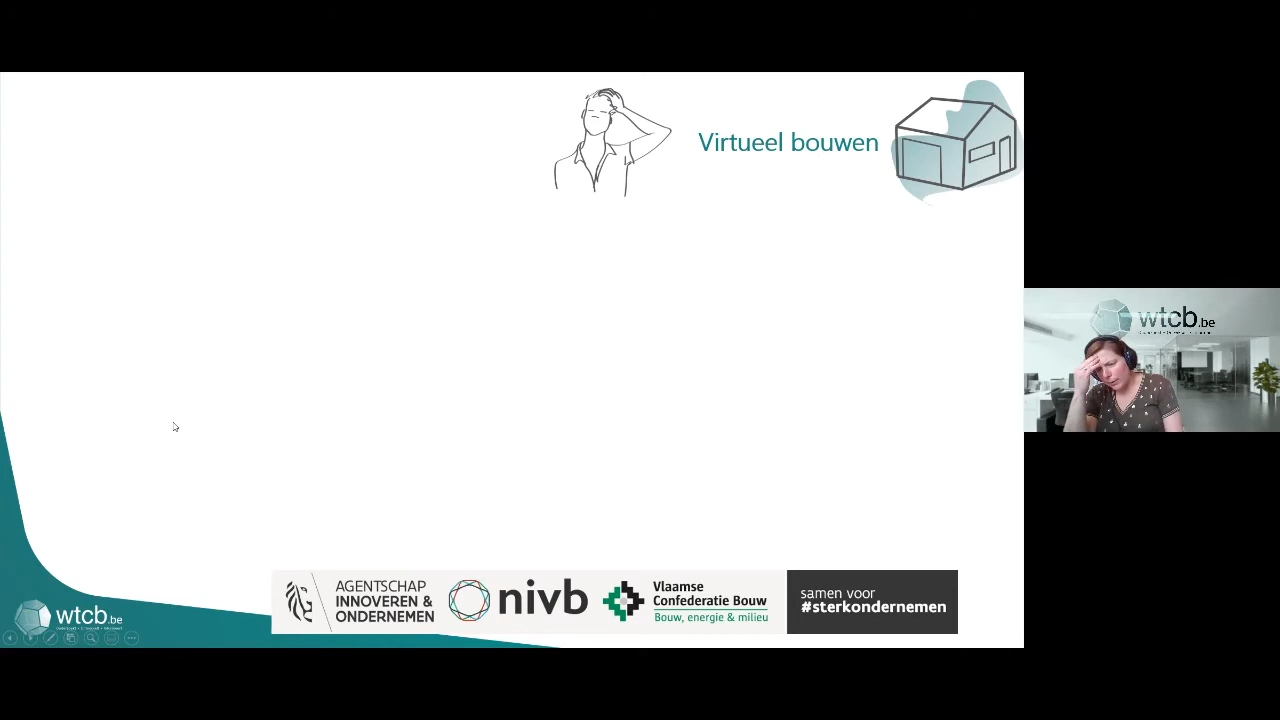 Virtueel bouwen
wtcb.be
AGENTSCHAP
INNOVEREN &
ONDERNEMEN
nivb
Vlaamse
Confederatie Bouw
Bouw, energie & milieu
samen voor
#sterkondernemen
wtcb.be